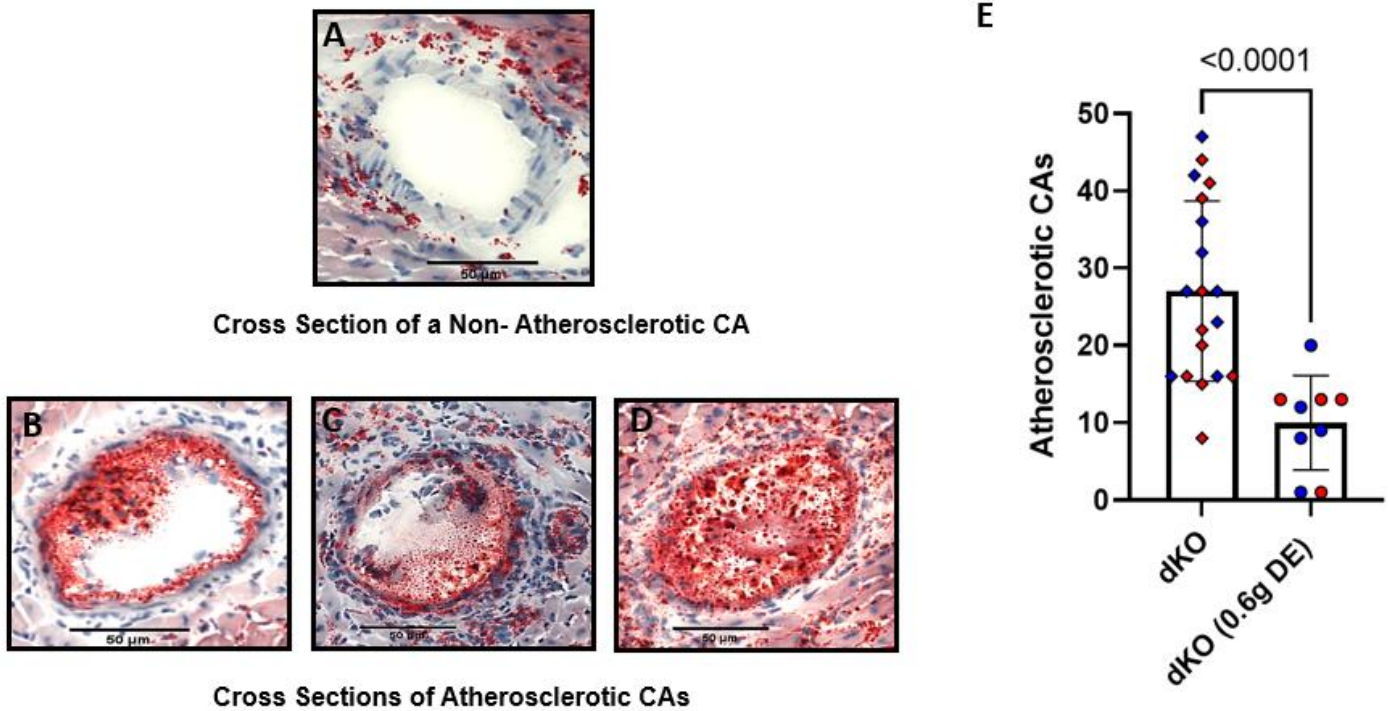 A
50 µm
Cross Section of a Non- Atherosclerotic CA
B
50 µm
C
50 µm
D
50 µm
Cross Sections of Atherosclerotic CAs
E
<0.0001
Atherosclerotic CAs
50
40
30
20
10
0
dKO
dKO (0.6g DE)